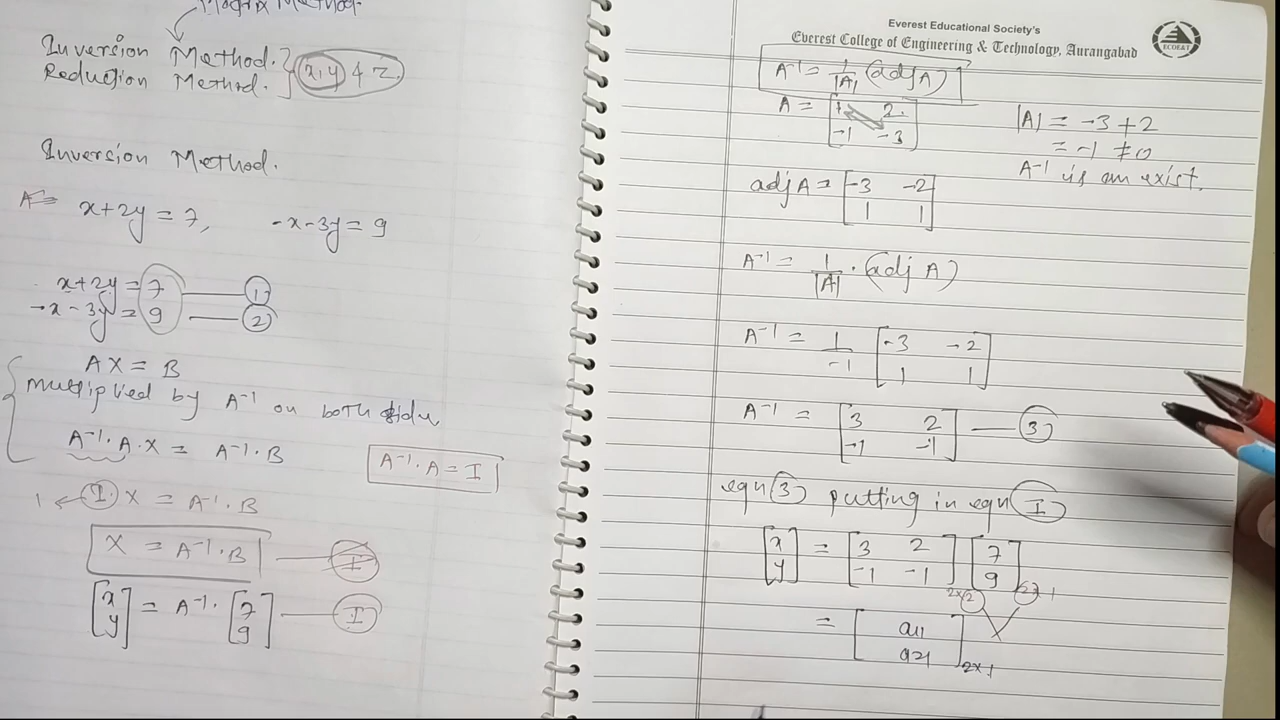 Matrix Method.
Inversion Method.
Reduction Method. } x, y & z.
Inversion Method.
x+2y = 7, -x-3y = 9
x+2y = 7 — 1
-x-3y = 9 — 2
AX = B
multiplied by A⁻¹ on both side
A⁻¹·A·X = A⁻¹·B
A⁻¹·A = I
1 ← I X = A⁻¹·B
X = A⁻¹·B — I
[x y] = A⁻¹· [7 9] — I
Everest Educational Society's
Everest College of Engineering & Technology, Aurangabad
ECOEAT
A⁻¹ = 1/|A| (adj A)
A = [1 2 -1 -3]
|A| = -3+2
= -1 ≠ 0
A⁻¹ is an exist.
adj A = [-3 -2 1 1]
A⁻¹ = 1/|A| · (adj A)
A⁻¹ = 1/-1 [-3 -2 1 1]
A⁻¹ = [3 2 -1 -1] — 3
eqn (3) putting in eqn I
[x y] = [3 2 -1 -1] 2×2 [7 9] 2×1
= [a11 a21] 2×1